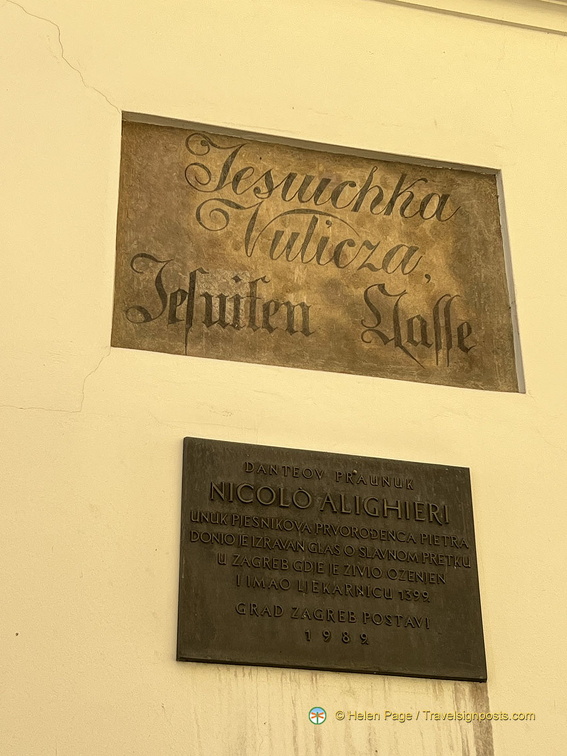 Jesuichka
Vulicza,
Jeſuiten Gaſſe
DANTEOV PRAUNUK
NICOLÒ ALIGHIERI
UNUK PJESNIKOVA PRVOROĐENCA PIETRA
DONIO JE IZRAVAN GLAS O SLAVNOM PRETKU
U ZAGREB GDJE JE ŽIVIO OŽENJEN
I IMAO LJEKARNICU 1399.
GRAD ZAGREB POSTAVI
1989.
© Helen Page / Travelsignposts.com